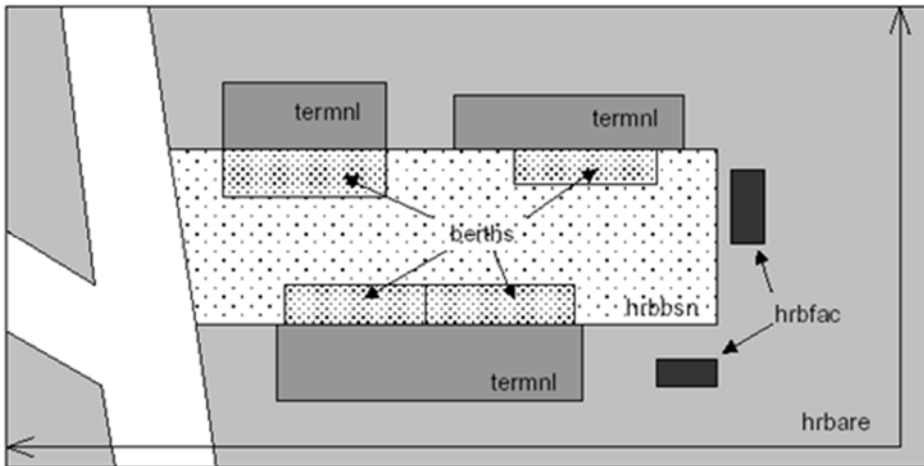 termnl
termnl
berths
hrbbsn
hrbfac
termnl
hrbare